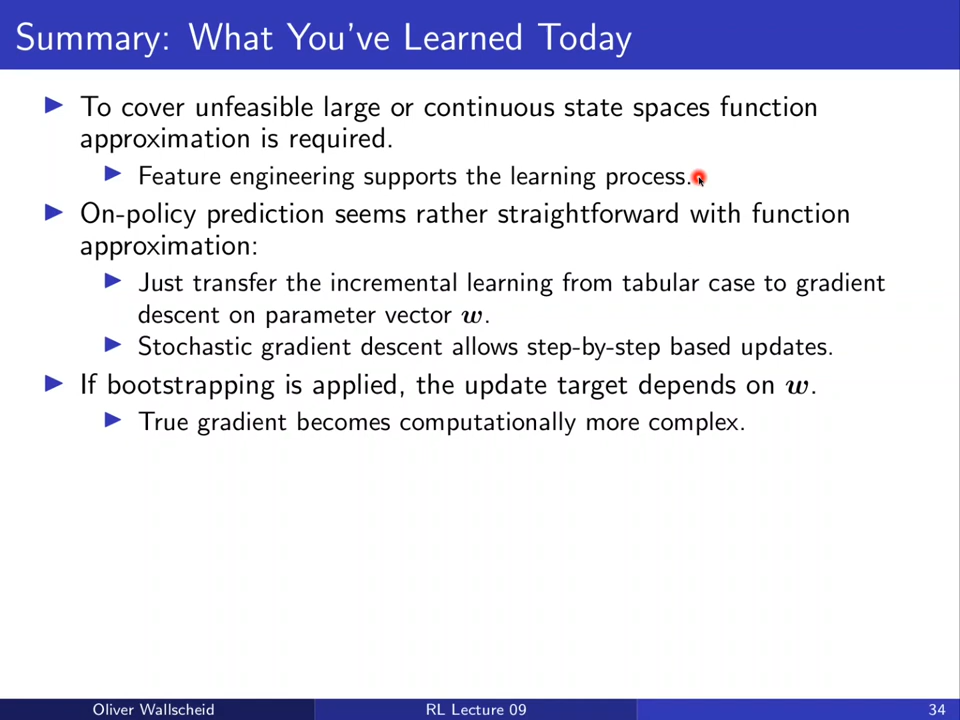 Summary: What You've Learned Today
To cover unfeasible large or continuous state spaces function
approximation is required.
Feature engineering supports the learning process.
On-policy prediction seems rather straightforward with function
approximation:
Just transfer the incremental learning from tabular case to gradient
descent on parameter vector w.
Stochastic gradient descent allows step-by-step based updates.
If bootstrapping is applied, the update target depends on w.
True gradient becomes computationally more complex.
Oliver Wallscheid RL Lecture 09 34